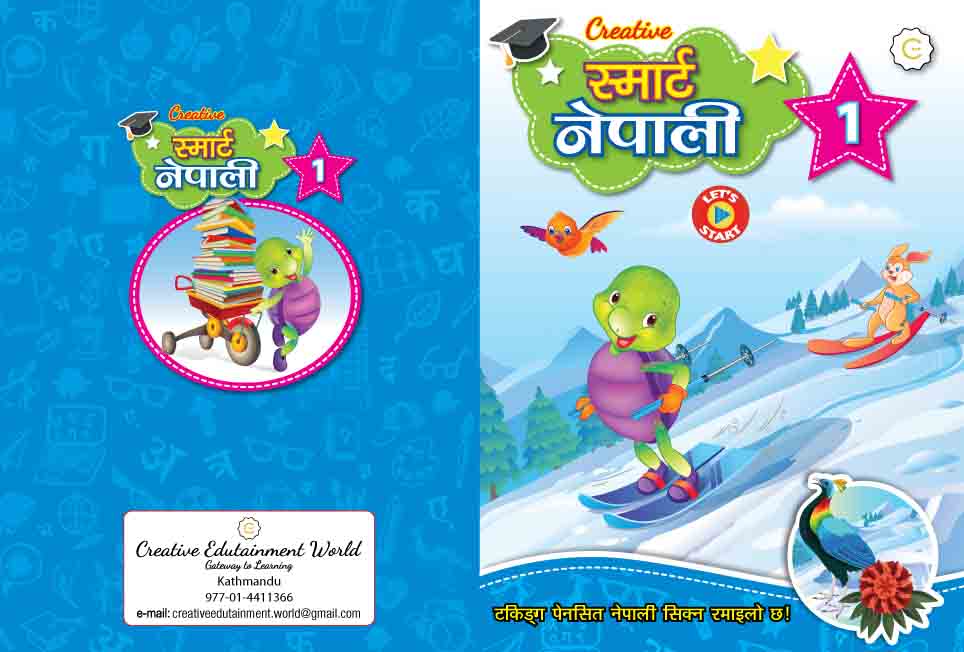 Creative
स्मार्ट
नेपाली
1
Creative Edutainment World
Gateway to Learning
Kathmandu
977-01-4411366
e-mail: creativeedutainment.world@gmail.com
Creative
स्मार्ट
नेपाली
1
LET'S
START
टकिङ्ग पेनसित नेपाली सिक्न रमाइलो छ!